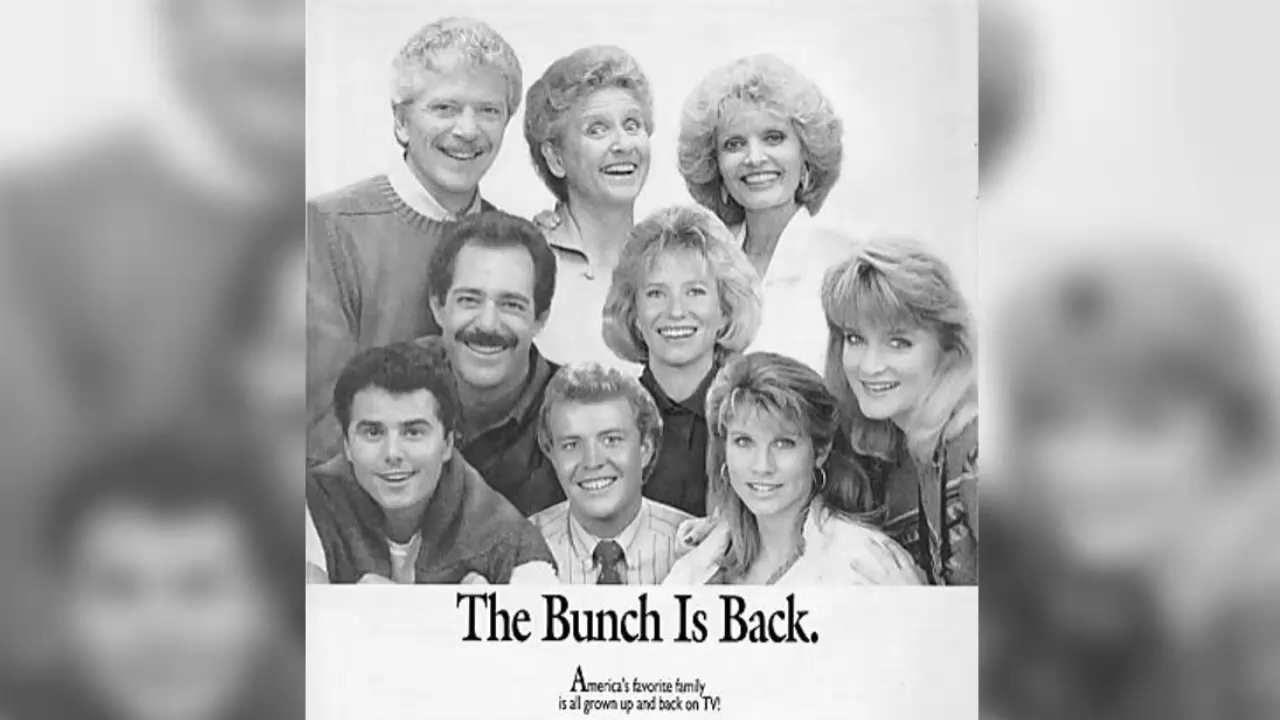 The Bunch Is Back.
America's favorite family
is all grown up and back on TV!